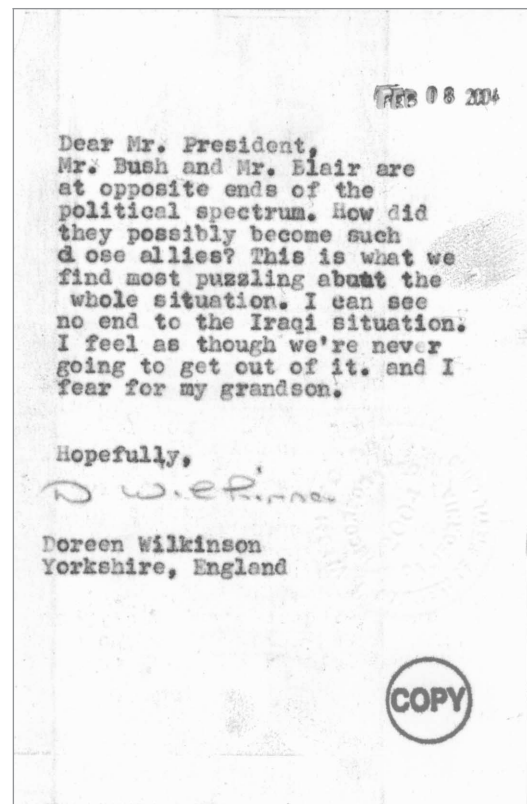 FEB 08 2004
Dear Mr. President,
Mr. Bush and Mr. Blair are
at opposite ends of the
political spectrum. How did
they possibly become such
d ose allies? This is what we
find most puzzling about the
whole situation. I can see
no end to the Iraqi situation.
I feel as though we're never
going to get out of it. and I
fear for my grandson.
Hopefully,
D Wilkinson
Doreen Wilkinson
Yorkshire, England
COPY